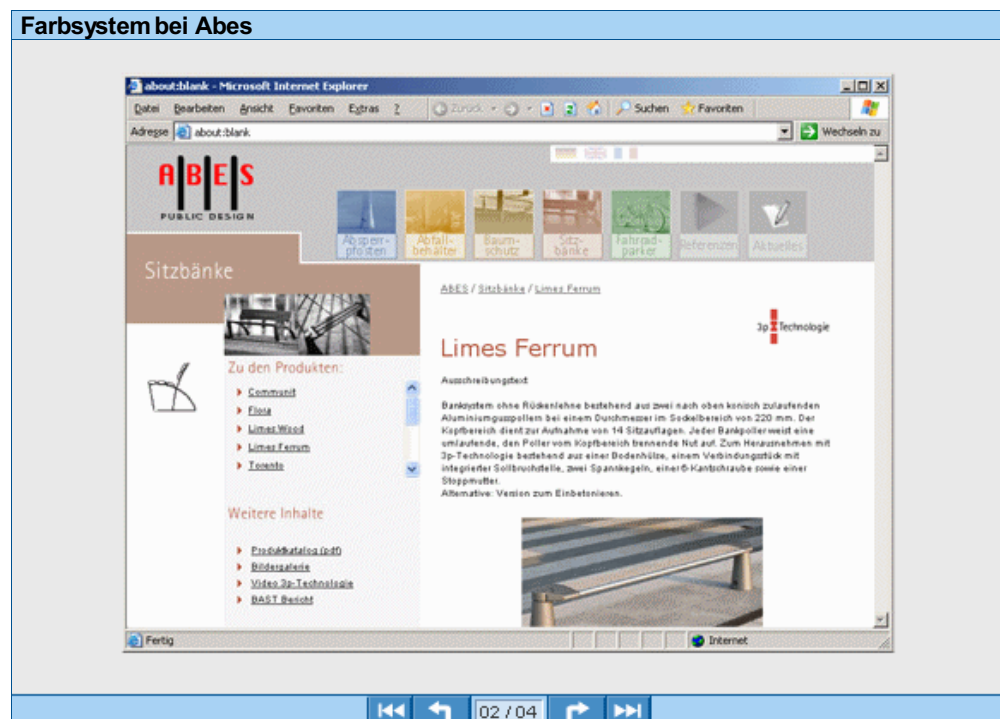 Farbsystem bei Abes
about:blank - Microsoft Internet Explorer
Datei Bearbeiten Ansicht Favoriten Extras ? Zurück Suchen Favoriten
Adresse about:blank Wechseln zu
ABES
PUBLIC DESIGN
Absperr-
pfosten
Abfall-
behälter
Baum-
schutz
Sitz-
bänke
Fahrrad-
parker
Referenzen
Aktuelles
Sitzbänke
ABES / Sitzbänke / Limes Ferrum
3p Technologie
Limes Ferrum
Ausschreibungstext
Banksystem ohne Rückenlehne bestehend aus zwei nach oben konisch zulaufenden
Aluminiumgusspollern bei einem Durchmesser im Sockelbereich von 220 mm. Der
Kopfbereich dient zur Aufnahme von 14 Sitzauflagen. Jeder Bankpoller weist eine
umlaufende, den Poller vom Kopfbereich trennende Nut auf. Zum Herausnehmen mit
3p-Technologie bestehend aus einer Bodenhülse, einem Verbindungsstück mit
integrierter Sollbruchstelle, zwei Spannkegeln, einer 6-Kantschraube sowie einer
Stoppmutter.
Alternative: Version zum Einbetonieren.
Zu den Produkten:
Communit
Flora
Limes Wood
Limes Ferrum
Torento
Weitere Inhalte
Produktkatalog (pdf)
Bildergalerie
Video 3p-Technologie
BAST Bericht
Fertig Internet
02 / 04